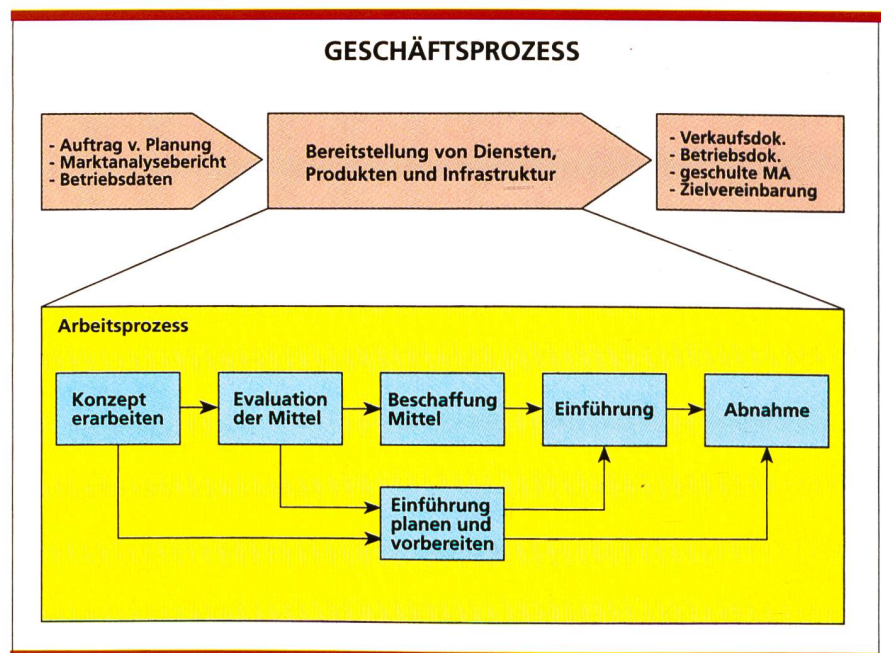 GESCHÄFTSPROZESS
- Auftrag v. Planung
- Marktanalysebericht
- Betriebsdaten
Bereitstellung von Diensten,
Produkten und Infrastruktur
- Verkaufsdok.
- Betriebsdok.
- geschulte MA
- Zielvereinbarung
Arbeitsprozess
Konzept
erarbeiten
Evaluation
der Mittel
Beschaffung
Mittel
Einführung
Abnahme
Einführung
planen und
vorbereiten